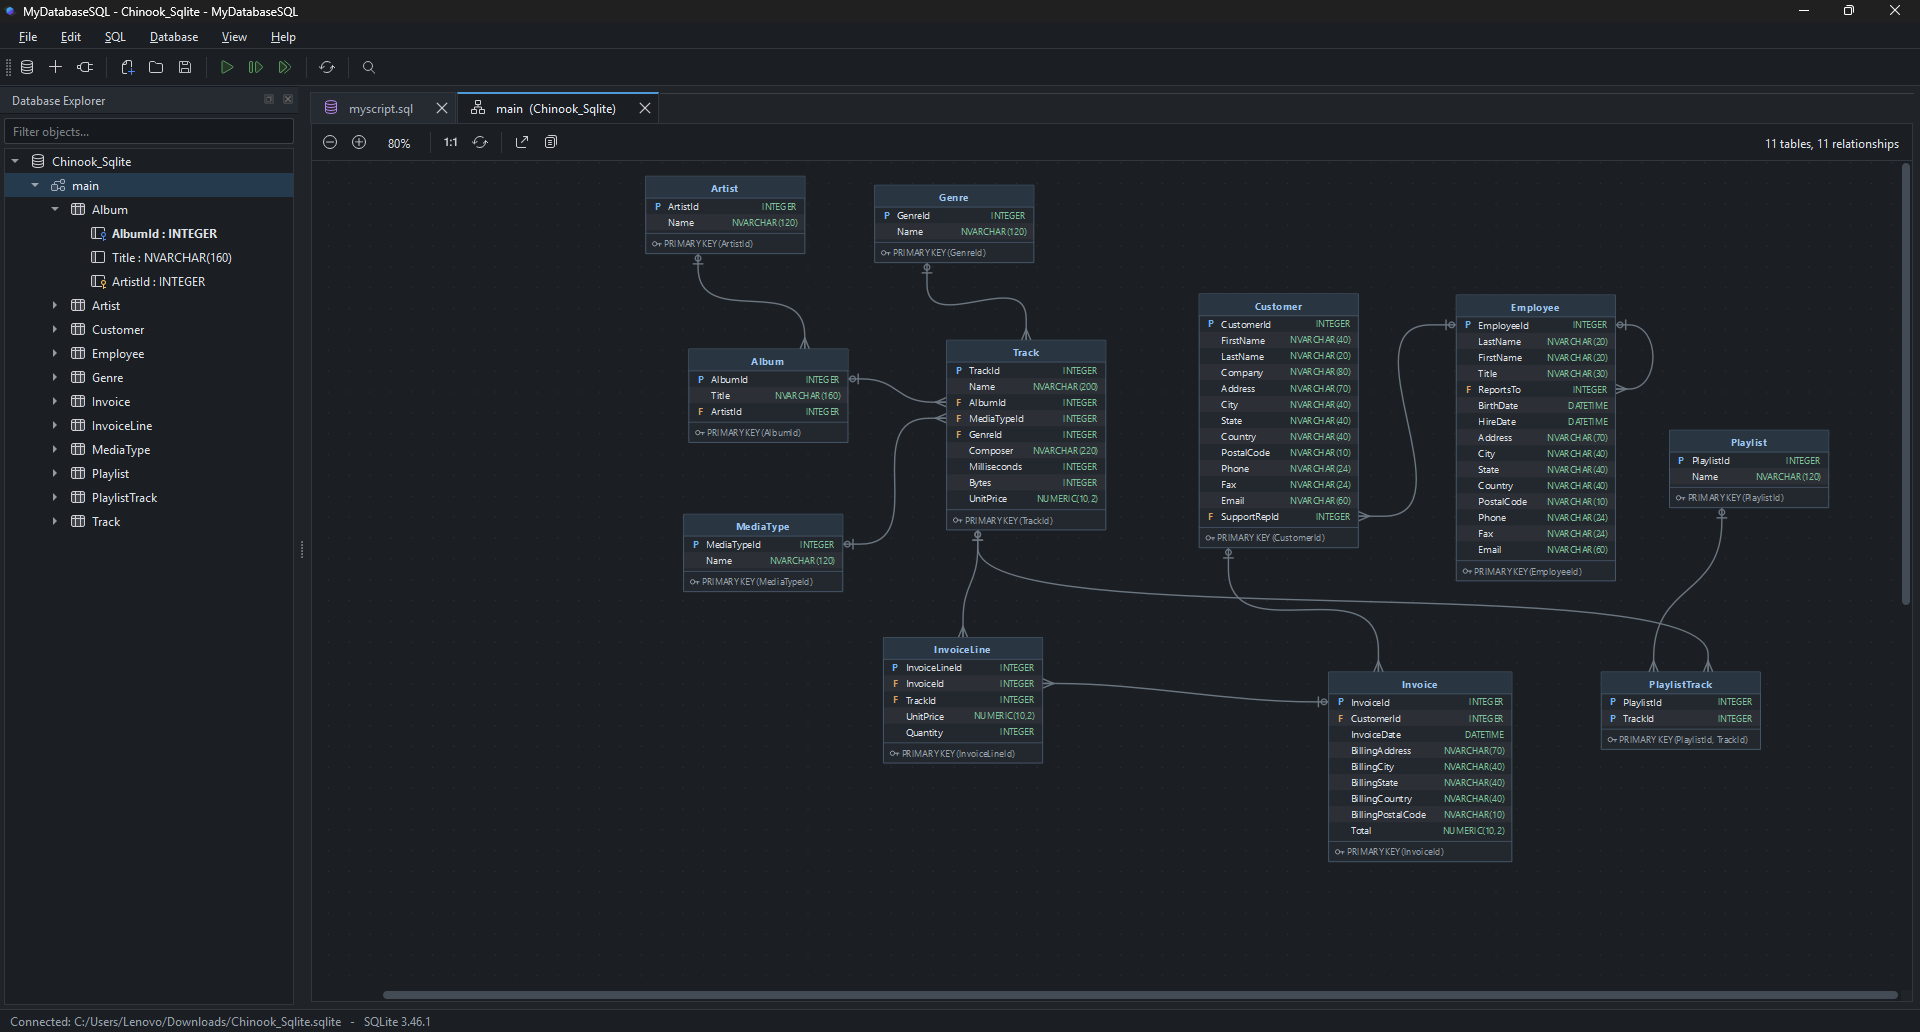 MyDatabaseSQL - Chinook_Sqlite - MyDatabaseSQL
File Edit SQL Database View Help
Database Explorer
Filter objects...
Chinook_Sqlite
main
Album
AlbumId : INTEGER
Title : NVARCHAR(160)
ArtistId : INTEGER
Artist
Customer
Employee
Genre
Invoice
InvoiceLine
MediaType
Playlist
PlaylistTrack
Track
myscript.sql
main (Chinook_Sqlite)
80% 1:1
11 tables, 11 relationships
Artist
P ArtistId INTEGER
Name NVARCHAR(120)
PRIMARY KEY (ArtistId)
Genre
P GenreId INTEGER
Name NVARCHAR(120)
PRIMARY KEY (GenreId)
Album
P AlbumId INTEGER
Title NVARCHAR(160)
F ArtistId INTEGER
PRIMARY KEY (AlbumId)
Track
P TrackId INTEGER
Name NVARCHAR(200)
F AlbumId INTEGER
F MediaTypeId INTEGER
F GenreId INTEGER
Composer NVARCHAR(220)
Milliseconds INTEGER
Bytes INTEGER
UnitPrice NUMERIC(10,2)
PRIMARY KEY (TrackId)
MediaType
P MediaTypeId INTEGER
Name NVARCHAR(120)
PRIMARY KEY (MediaTypeId)
Customer
P CustomerId INTEGER
FirstName NVARCHAR(40)
LastName NVARCHAR(20)
Company NVARCHAR(80)
Address NVARCHAR(70)
City NVARCHAR(40)
State NVARCHAR(40)
Country NVARCHAR(40)
PostalCode NVARCHAR(10)
Phone NVARCHAR(24)
Fax NVARCHAR(24)
Email NVARCHAR(60)
F SupportRepId INTEGER
PRIMARY KEY (CustomerId)
Employee
P EmployeeId INTEGER
LastName NVARCHAR(20)
FirstName NVARCHAR(20)
Title NVARCHAR(30)
F ReportsTo INTEGER
BirthDate DATETIME
HireDate DATETIME
Address NVARCHAR(70)
City NVARCHAR(40)
State NVARCHAR(40)
Country NVARCHAR(40)
PostalCode NVARCHAR(10)
Phone NVARCHAR(24)
Fax NVARCHAR(24)
Email NVARCHAR(60)
PRIMARY KEY (EmployeeId)
Playlist
P PlaylistId INTEGER
Name NVARCHAR(120)
PRIMARY KEY (PlaylistId)
InvoiceLine
P InvoiceLineId INTEGER
F InvoiceId INTEGER
F TrackId INTEGER
UnitPrice NUMERIC(10,2)
Quantity INTEGER
PRIMARY KEY (InvoiceLineId)
Invoice
P InvoiceId INTEGER
F CustomerId INTEGER
InvoiceDate DATETIME
BillingAddress NVARCHAR(70)
BillingCity NVARCHAR(40)
BillingState NVARCHAR(40)
BillingCountry NVARCHAR(40)
BillingPostalCode NVARCHAR(10)
Total NUMERIC(10,2)
PRIMARY KEY (InvoiceId)
PlaylistTrack
P PlaylistId INTEGER
P TrackId INTEGER
PRIMARY KEY (PlaylistId, TrackId)
Connected: C:/Users/Lenovo/Downloads/Chinook_Sqlite.sqlite - SQLite 3.46.1